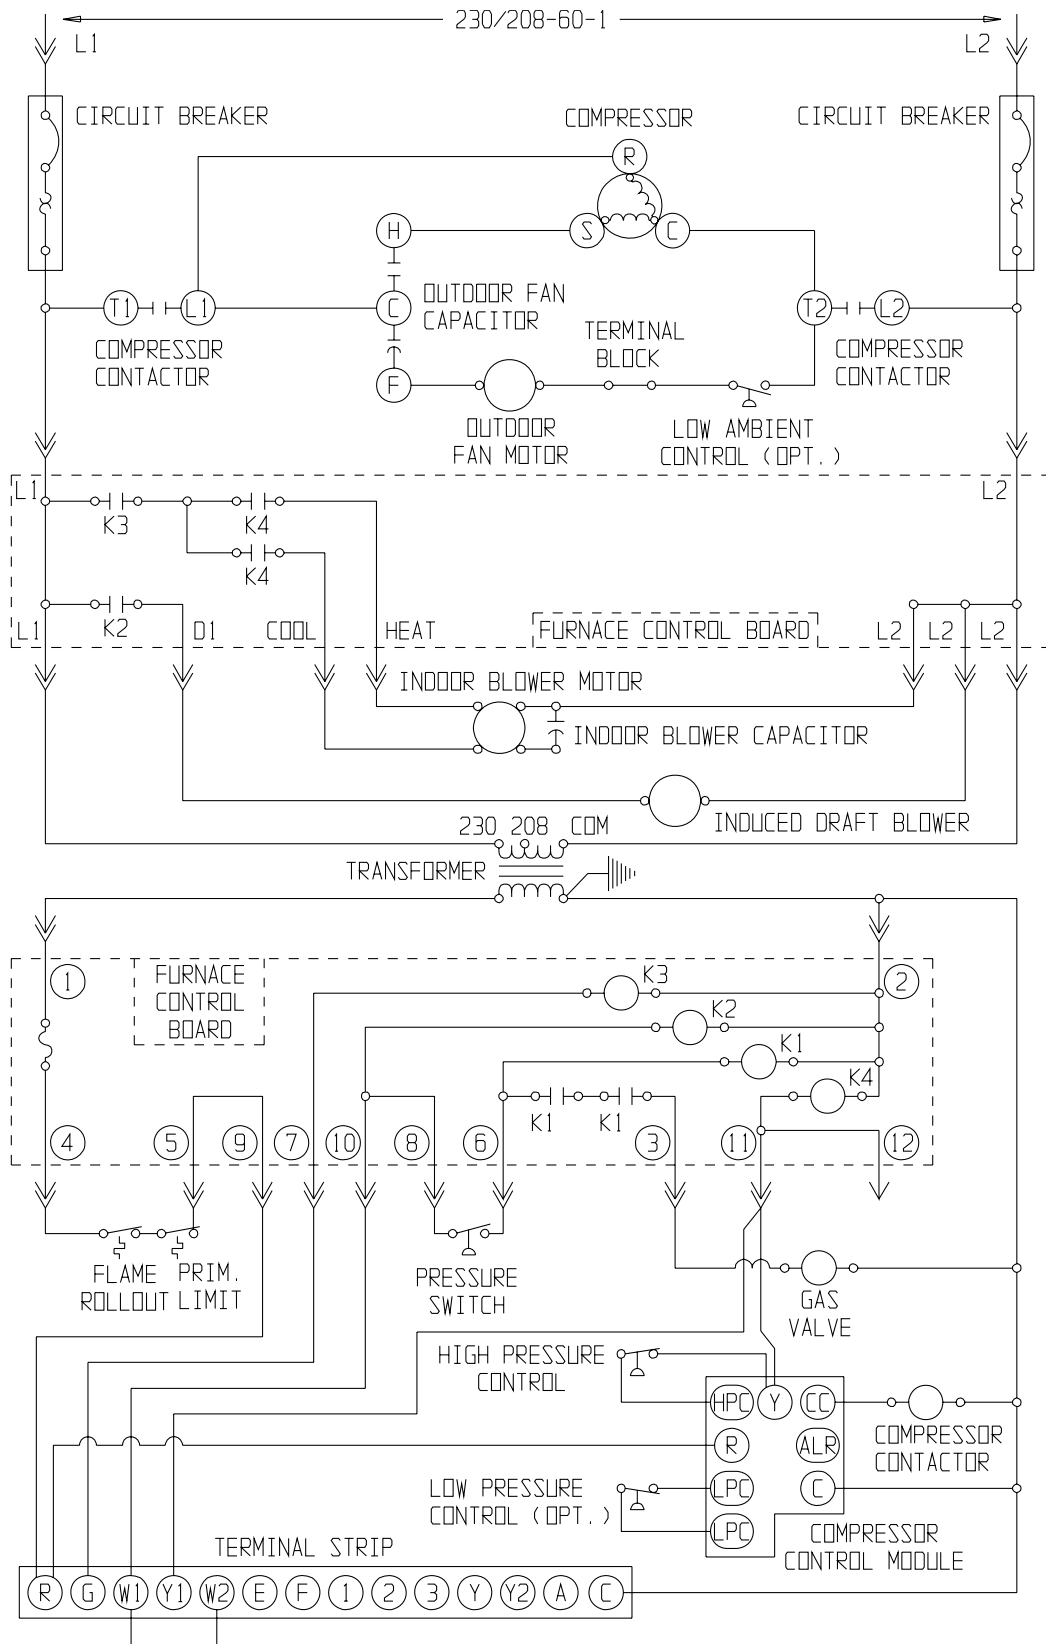 230/208-60-1
L1
L2
CIRCUIT BREAKER
COMPRESSOR
CIRCUIT BREAKER
R
H
S
C
T1
L1
C
OUTDOOR FAN
CAPACITOR
T2
L2
COMPRESSOR
CONTACTOR
TERMINAL
BLOCK
COMPRESSOR
CONTACTOR
F
OUTDOOR
FAN MOTOR
LOW AMBIENT
CONTROL (OPT.)
L1
L2
K3
K4
K4
L1
K2
D1
COOL
HEAT
FURNACE CONTROL BOARD
L2
L2
L2
INDOOR BLOWER MOTOR
INDOOR BLOWER CAPACITOR
INDUCED DRAFT BLOWER
230 208 COM
TRANSFORMER
1
FURNACE
CONTROL
BOARD
K3
2
K2
K1
K4
K1
K1
4
5
9
7
10
8
6
3
11
12
FLAME
ROLLOUT
PRIM.
LIMIT
PRESSURE
SWITCH
GAS
VALVE
HIGH PRESSURE
CONTROL
HPC
Y
CC
R
ALR
COMPRESSOR
CONTACTOR
LOW PRESSURE
CONTROL (OPT.)
LPC
C
LPC
COMPRESSOR
CONTROL MODULE
TERMINAL STRIP
R G W1 Y1 W2 E F 1 2 3 Y Y2 A C